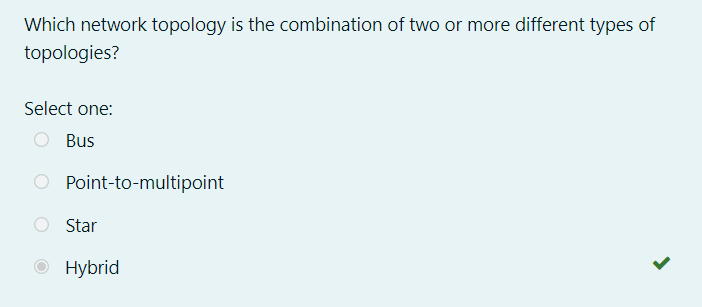 Which network topology is the combination of two or more different types of
topologies?
Select one:
Bus
Point-to-multipoint
Star
Hybrid